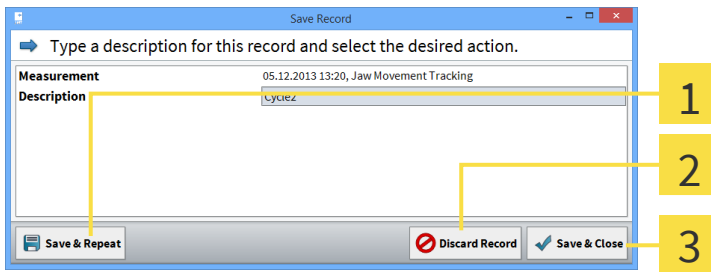 Save Record
Type a description for this record and select the desired action.
Measurement 05.12.2013 13:20, Jaw Movement Tracking
Description Cycle2
1
2
Save & Repeat Discard Record Save & Close
3